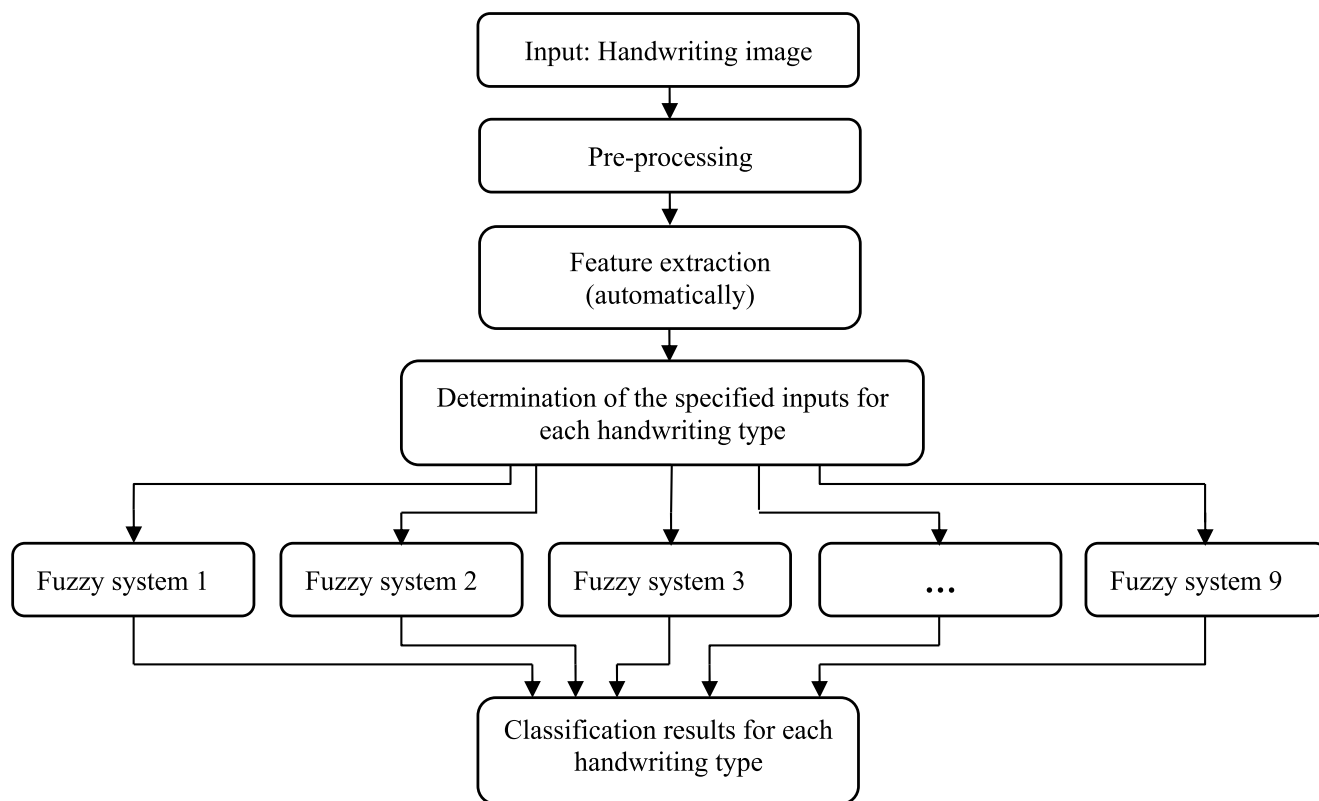 Input: Handwriting image
Pre-processing
Feature extraction
(automatically)
Determination of the specified inputs for
each handwriting type
Fuzzy system 1
Fuzzy system 2
Fuzzy system 3
...
Fuzzy system 9
Classification results for each
handwriting type